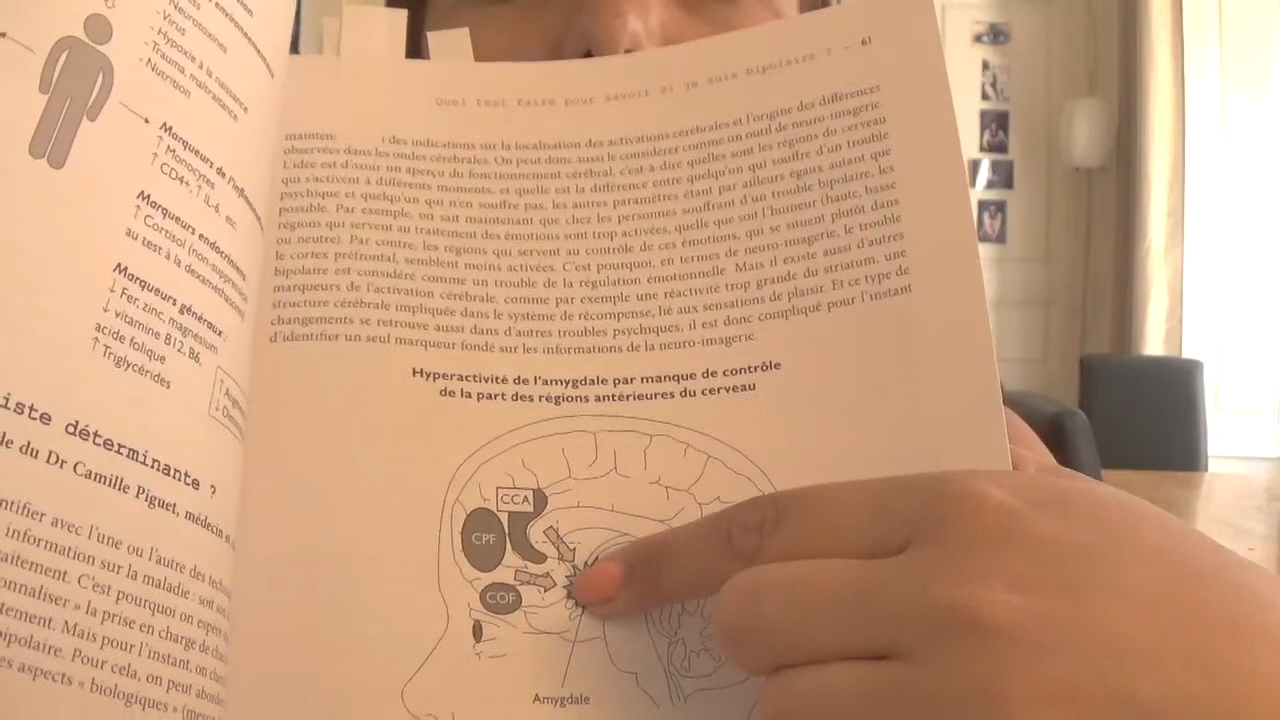 environnementaux
Neurotoxines
- Virus
- Hypoxie à la naissance
- Trauma, maltraitance
- Nutrition
Marqueurs de l'inflammation
↑ Monocytes
↑ CD4+, ↑ IL-6, etc.
Marqueurs endocriniens
↑ Cortisol (non-suppression
au test à la dexaméthasone)
Marqueurs généraux :
↓ Fer, zinc, magnésium
↓ vitamine B12, B6,
acide folique
↑ Triglycérides
iste déterminante ?
de du Dr Camille Piguet, médecin et
ntifier avec l'une ou l'autre des
information sur la maladie : soit
aitement. C'est pourquoi on espère
onnaliser » la prise en charge de
tement. Mais pour l'instant, on
ipolaire. Pour cela, on peut
es aspects « biologiques »
Quel test faire pour savoir si je suis bipolaire ? – 61
mainten des indications sur la localisation des activations cérébrales et l'origine des différences
observées dans les ondes cérébrales. On peut donc aussi le considérer comme un outil de neuro-imagerie.
L'idée est d'avoir un aperçu du fonctionnement cérébral, c'est-à-dire quelles sont les régions du cerveau
qui s'activent à différents moments, et quelle est la différence entre quelqu'un qui souffre d'un trouble
psychique et quelqu'un qui n'en souffre pas, les autres paramètres étant par ailleurs égaux autant que
possible. Par exemple, on sait maintenant que chez les personnes souffrant d'un trouble bipolaire, les
régions qui servent au traitement des émotions sont trop activées, quelle que soit l'humeur (haute, basse
ou neutre). Par contre, les régions qui servent au contrôle de ces émotions, qui se situent plutôt dans
le cortex préfrontal, semblent moins activées. C'est pourquoi, en termes de neuro-imagerie, le trouble
bipolaire est considéré comme un trouble de la régulation émotionnelle. Mais il existe aussi d'autres
marqueurs de l'activation cérébrale, comme par exemple une réactivité trop grande du striatum, une
structure cérébrale impliquée dans le système de récompense, lié aux sensations de plaisir. Et ce type de
changements se retrouve aussi dans d'autres troubles psychiques, il est donc compliqué pour l'instant
d'identifier un seul marqueur fondé sur les informations de la neuro-imagerie.
Hyperactivité de l'amygdale par manque de contrôle
de la part des régions antérieures du cerveau
CCA
CPF
COF
Amygdale